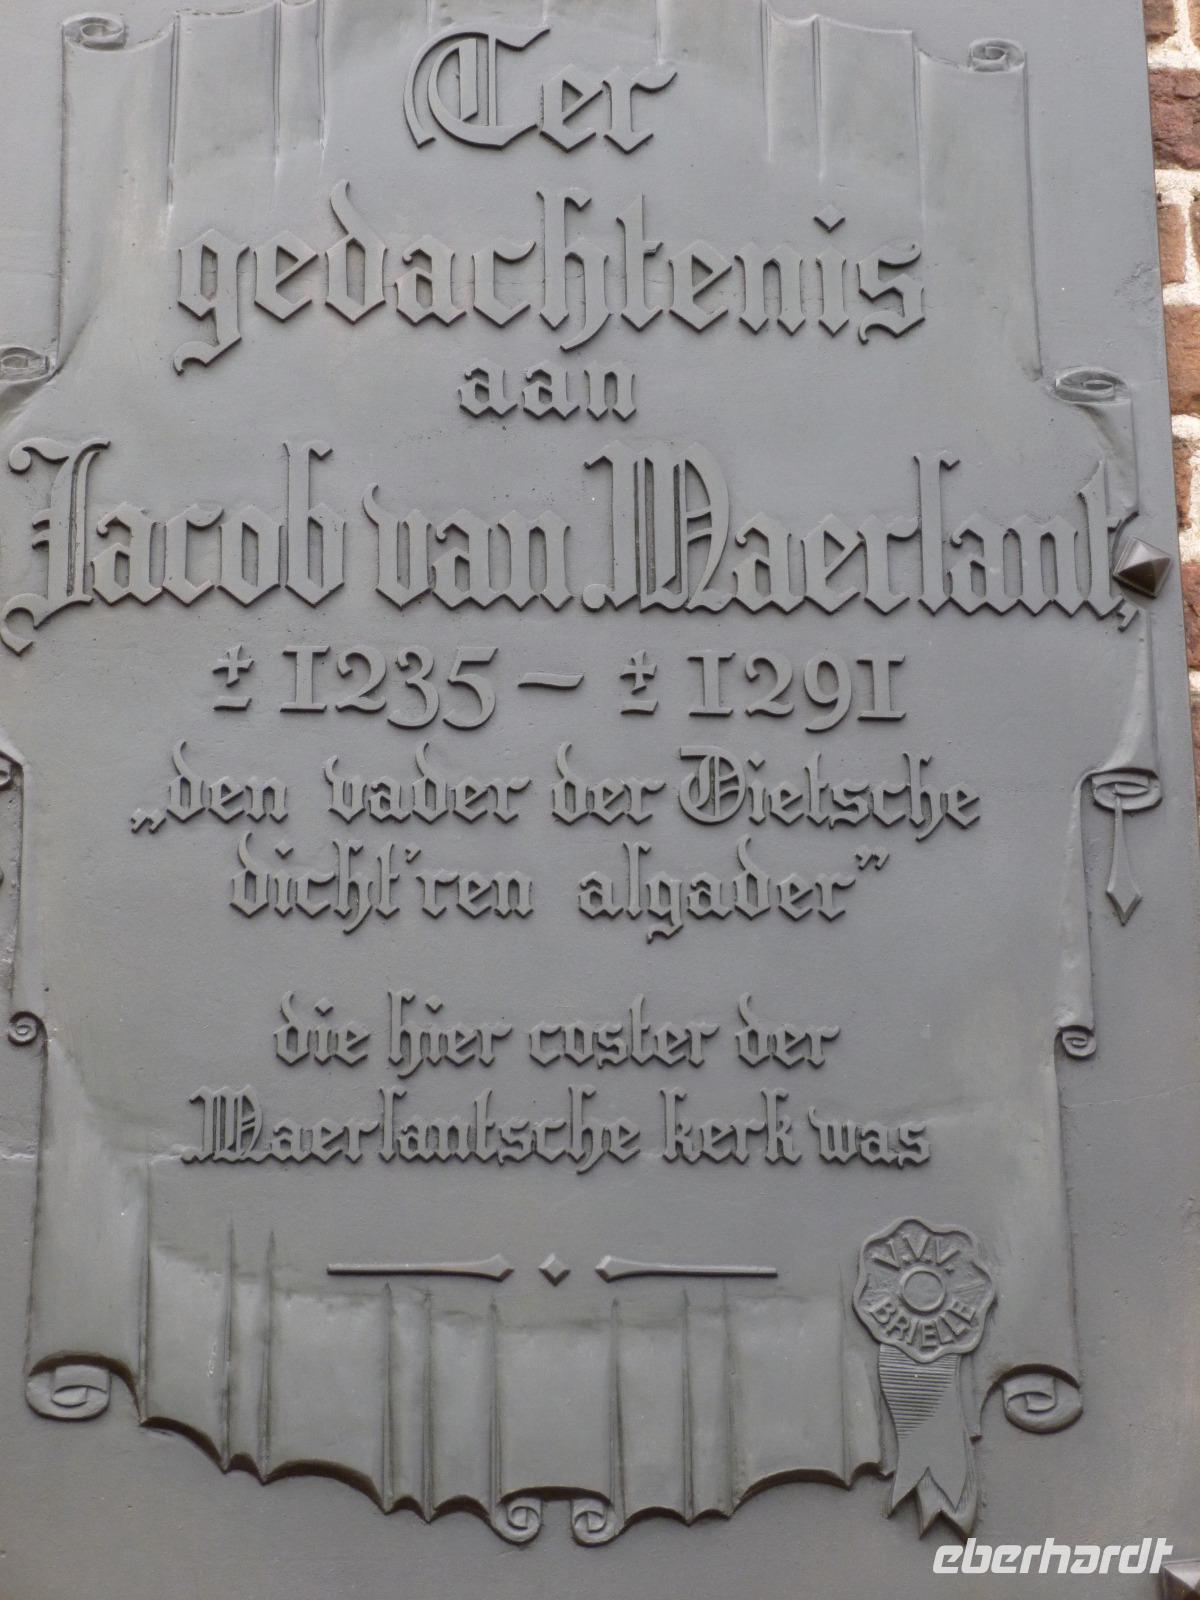 Ter
gedachtenis
aan
Jacob van Maerlant,
± 1235 – ± 1291
„den vader der Dietsche
dicht'ren algader”
die hier coster der
Maerlantsche kerk was
V.V.V.
BRIELLE
eberhardt